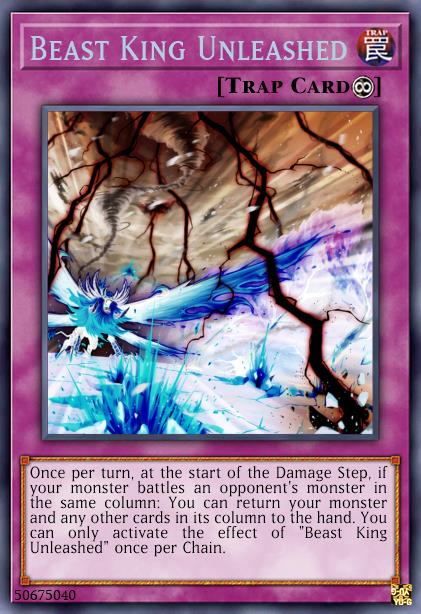 Beast King Unleashed
TRAP
罠
[Trap Card]
Once per turn, at the start of the Damage Step, if
your monster battles an opponent's monster in
the same column: You can return your monster
and any other cards in its column to the hand. You
can only activate the effect of "Beast King
Unleashed" once per Chain.
50675040